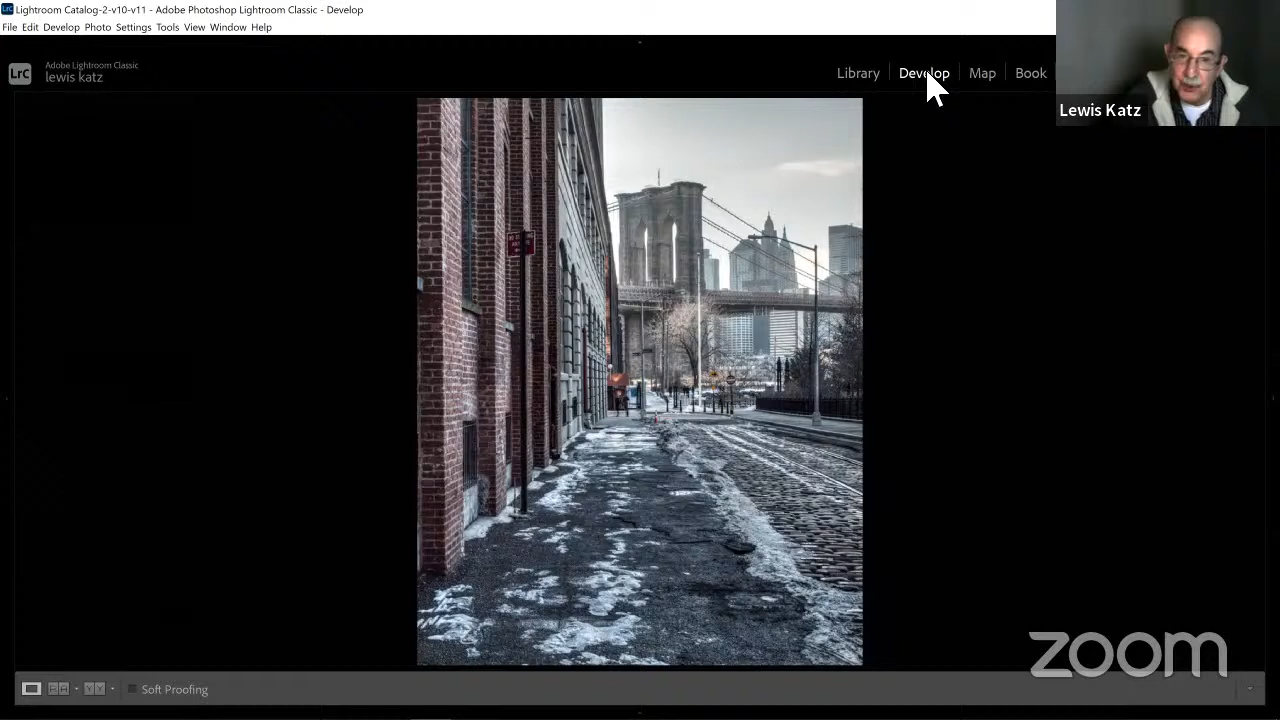 Lightroom Catalog-2-v10-v11 - Adobe Photoshop Lightroom Classic - Develop
File Edit Develop Photo Settings Tools View Window Help
LrC
Adobe Lightroom Classic
lewis katz
Library Develop Map Book
Lewis Katz
zoom
Soft Proofing